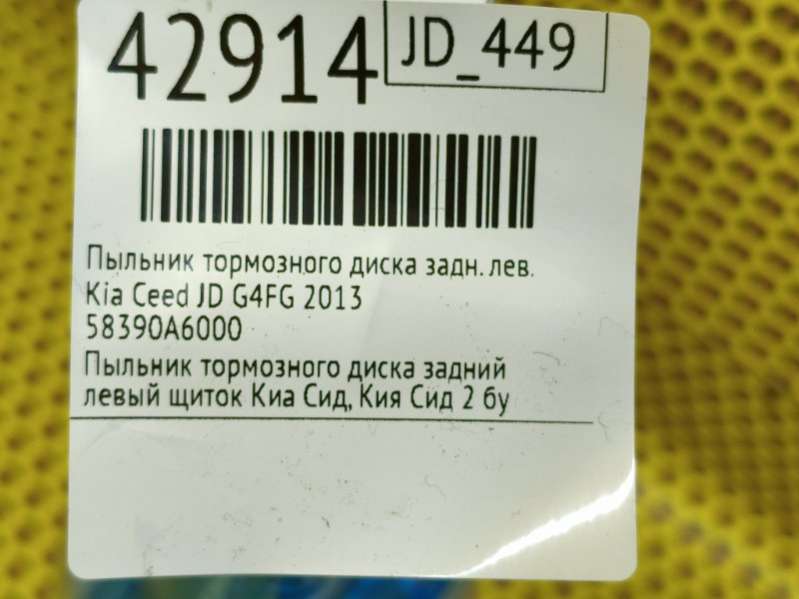 42914
JD_449
Пыльник тормозного диска задн. лев.
Kia Ceed JD G4FG 2013
58390A6000
Пыльник тормозного диска задний
левый щиток Киа Сид, Кия Сид 2 бу